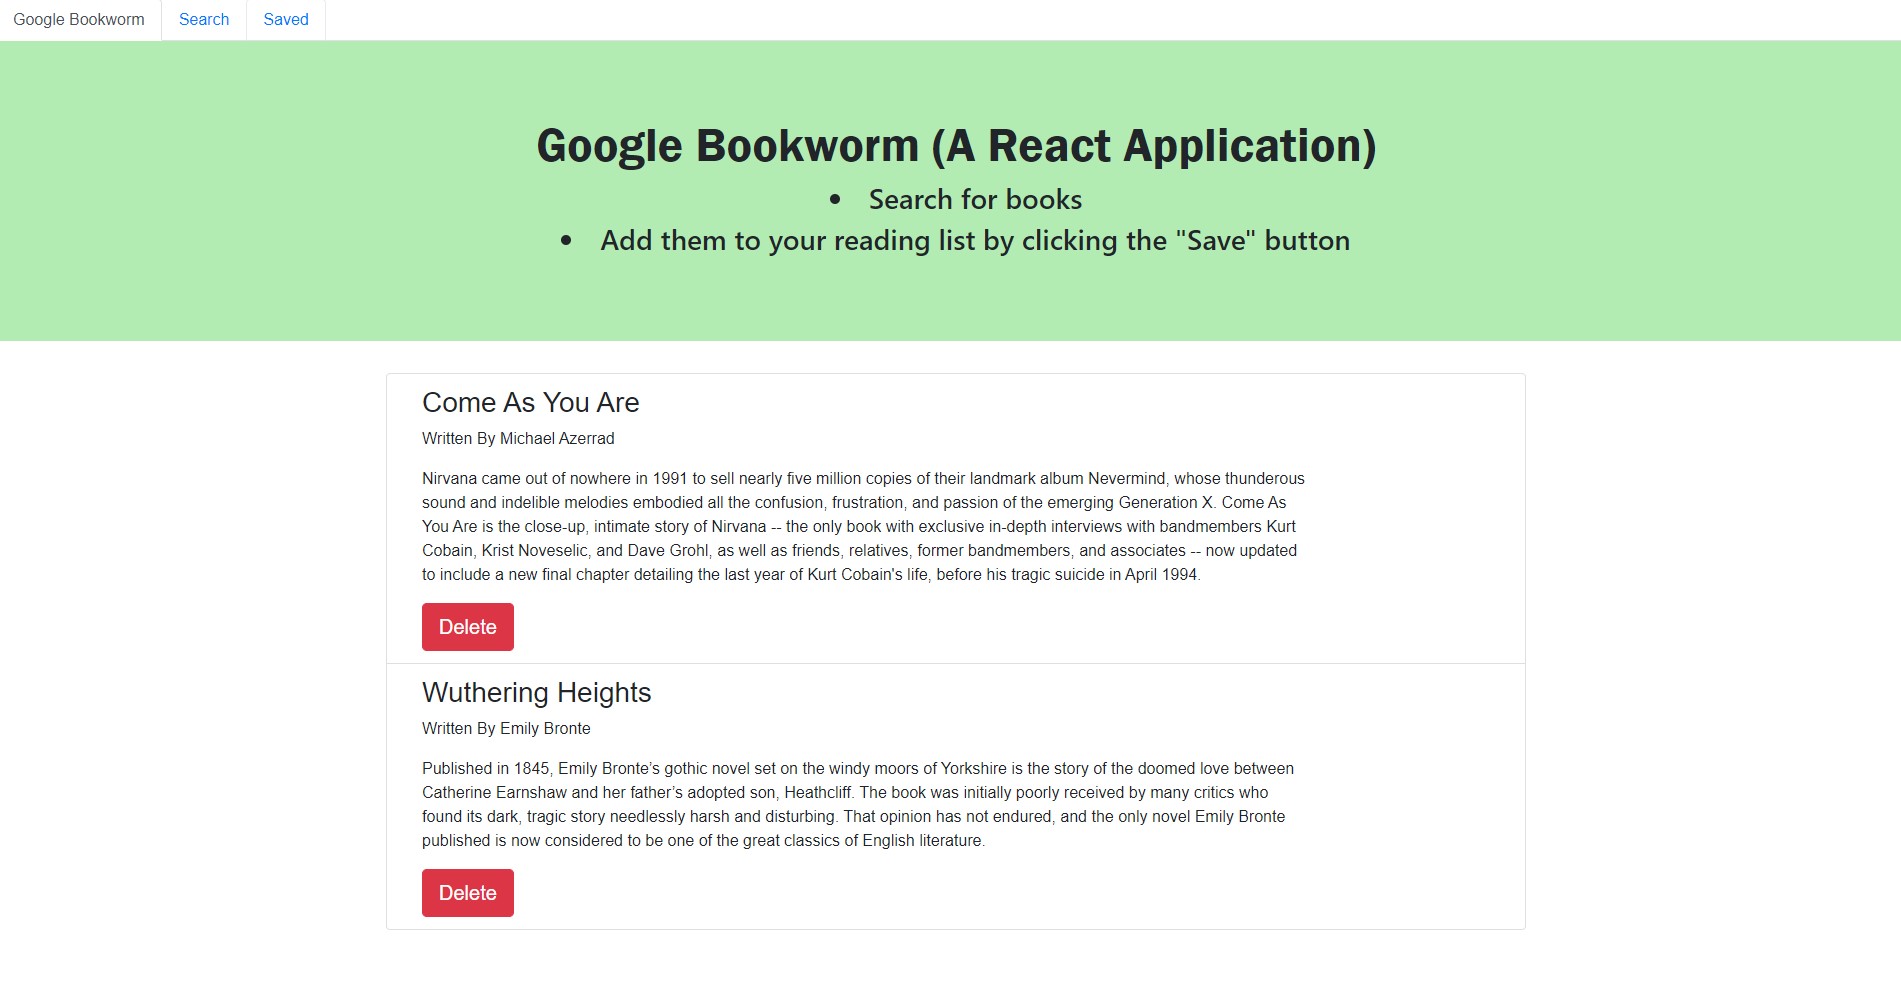 Google Bookworm Search Saved
Google Bookworm (A React Application)
• Search for books
• Add them to your reading list by clicking the "Save" button
Come As You Are
Written By Michael Azerrad
Nirvana came out of nowhere in 1991 to sell nearly five million copies of their landmark album Nevermind, whose thunderous
sound and indelible melodies embodied all the confusion, frustration, and passion of the emerging Generation X. Come As
You Are is the close-up, intimate story of Nirvana -- the only book with exclusive in-depth interviews with bandmembers Kurt
Cobain, Krist Noveselic, and Dave Grohl, as well as friends, relatives, former bandmembers, and associates -- now updated
to include a new final chapter detailing the last year of Kurt Cobain's life, before his tragic suicide in April 1994.
Delete
Wuthering Heights
Written By Emily Bronte
Published in 1845, Emily Bronte’s gothic novel set on the windy moors of Yorkshire is the story of the doomed love between
Catherine Earnshaw and her father’s adopted son, Heathcliff. The book was initially poorly received by many critics who
found its dark, tragic story needlessly harsh and disturbing. That opinion has not endured, and the only novel Emily Bronte
published is now considered to be one of the great classics of English literature.
Delete